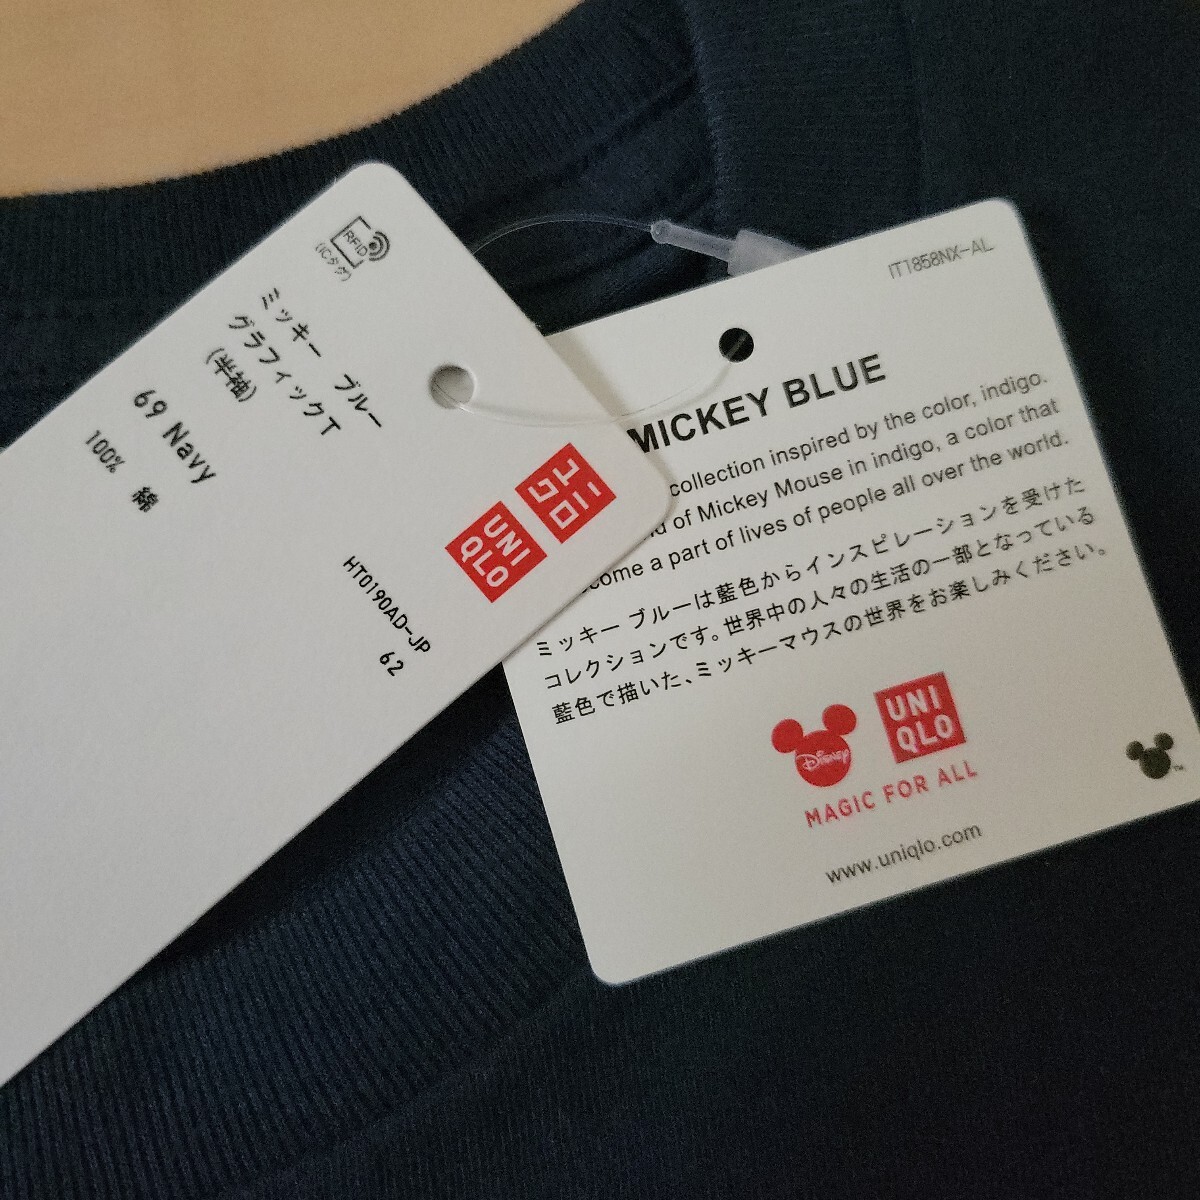 RFID
(ICタグ)
ミッキー ブルー
グラフィックT
(半袖)
69 Navy
100% 綿
ユニ
クロ
UNI
QLO
HT0190AD-JP
62
IT1858NX-AL
MICKEY BLUE
collection inspired by the color, indigo.
of Mickey Mouse in indigo, a color that
a part of lives of people all over the world.
ミッキー ブルーは藍色からインスピレーションを受けた
コレクションです。世界中の人々の生活の一部となっている
藍色で描いた、ミッキーマウスの世界をお楽しみください。
Disney
UNI
QLO
MAGIC FOR ALL
TM
www.uniqlo.com